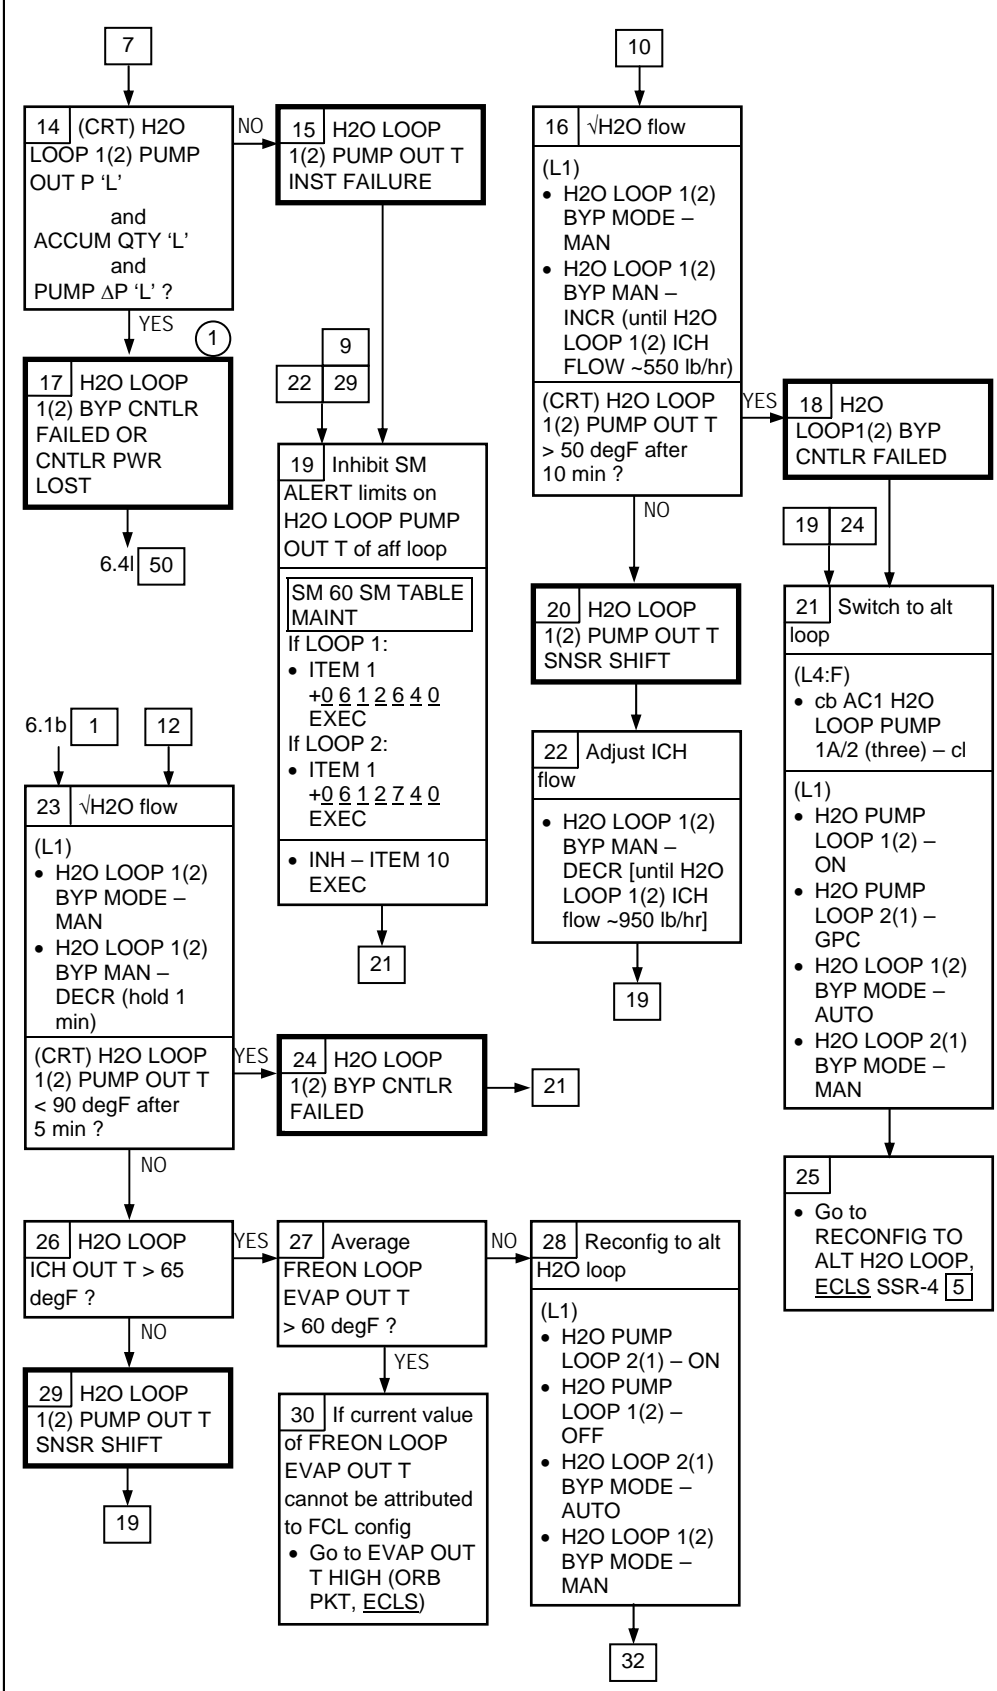 7
14 (CRT) H2O
LOOP 1(2) PUMP
OUT P ‘L’
and
ACCUM QTY ‘L’
and
PUMP ∆P ‘L’ ?
NO
15 H2O LOOP
1(2) PUMP OUT T
INST FAILURE
YES
1
17 H2O LOOP
1(2) BYP CNTLR
FAILED OR
CNTLR PWR
LOST
6.4l 50
9
22 29
19 Inhibit SM
ALERT limits on
H2O LOOP PUMP
OUT T of aff loop
SM 60 SM TABLE
MAINT
If LOOP 1:
• ITEM 1
+0 6 1 2 6 4 0
EXEC
If LOOP 2:
• ITEM 1
+0 6 1 2 7 4 0
EXEC
• INH – ITEM 10
EXEC
21
10
16 √H2O flow
(L1)
• H2O LOOP 1(2)
BYP MODE –
MAN
• H2O LOOP 1(2)
BYP MAN –
INCR (until H2O
LOOP 1(2) ICH
FLOW ~550 lb/hr)
(CRT) H2O LOOP
1(2) PUMP OUT T
> 50 degF after
10 min ?
YES
18 H2O
LOOP1(2) BYP
CNTLR FAILED
NO
20 H2O LOOP
1(2) PUMP OUT T
SNSR SHIFT
22 Adjust ICH
flow
• H2O LOOP 1(2)
BYP MAN –
DECR [until H2O
LOOP 1(2) ICH
flow ~950 lb/hr]
19
19 24
21 Switch to alt
loop
(L4:F)
• cb AC1 H2O
LOOP PUMP
1A/2 (three) – cl
(L1)
• H2O PUMP
LOOP 1(2) –
ON
• H2O PUMP
LOOP 2(1) –
GPC
• H2O LOOP 1(2)
BYP MODE –
AUTO
• H2O LOOP 2(1)
BYP MODE –
MAN
25
• Go to
RECONFIG TO
ALT H2O LOOP,
ECLS SSR-4 5
6.1b 1 12
23 √H2O flow
(L1)
• H2O LOOP 1(2)
BYP MODE –
MAN
• H2O LOOP 1(2)
BYP MAN –
DECR (hold 1
min)
(CRT) H2O LOOP
1(2) PUMP OUT T
< 90 degF after
5 min ?
YES
24 H2O LOOP
1(2) BYP CNTLR
FAILED
21
NO
26 H2O LOOP
ICH OUT T > 65
degF ?
YES
27 Average
FREON LOOP
EVAP OUT T
> 60 degF ?
NO
28 Reconfig to alt
H2O loop
(L1)
• H2O PUMP
LOOP 2(1) – ON
• H2O PUMP
LOOP 1(2) –
OFF
• H2O LOOP 2(1)
BYP MODE –
AUTO
• H2O LOOP 1(2)
BYP MODE –
MAN
32
NO
29 H2O LOOP
1(2) PUMP OUT T
SNSR SHIFT
19
YES
30 If current value
of FREON LOOP
EVAP OUT T
cannot be attributed
to FCL config
• Go to EVAP OUT
T HIGH (ORB
PKT, ECLS)